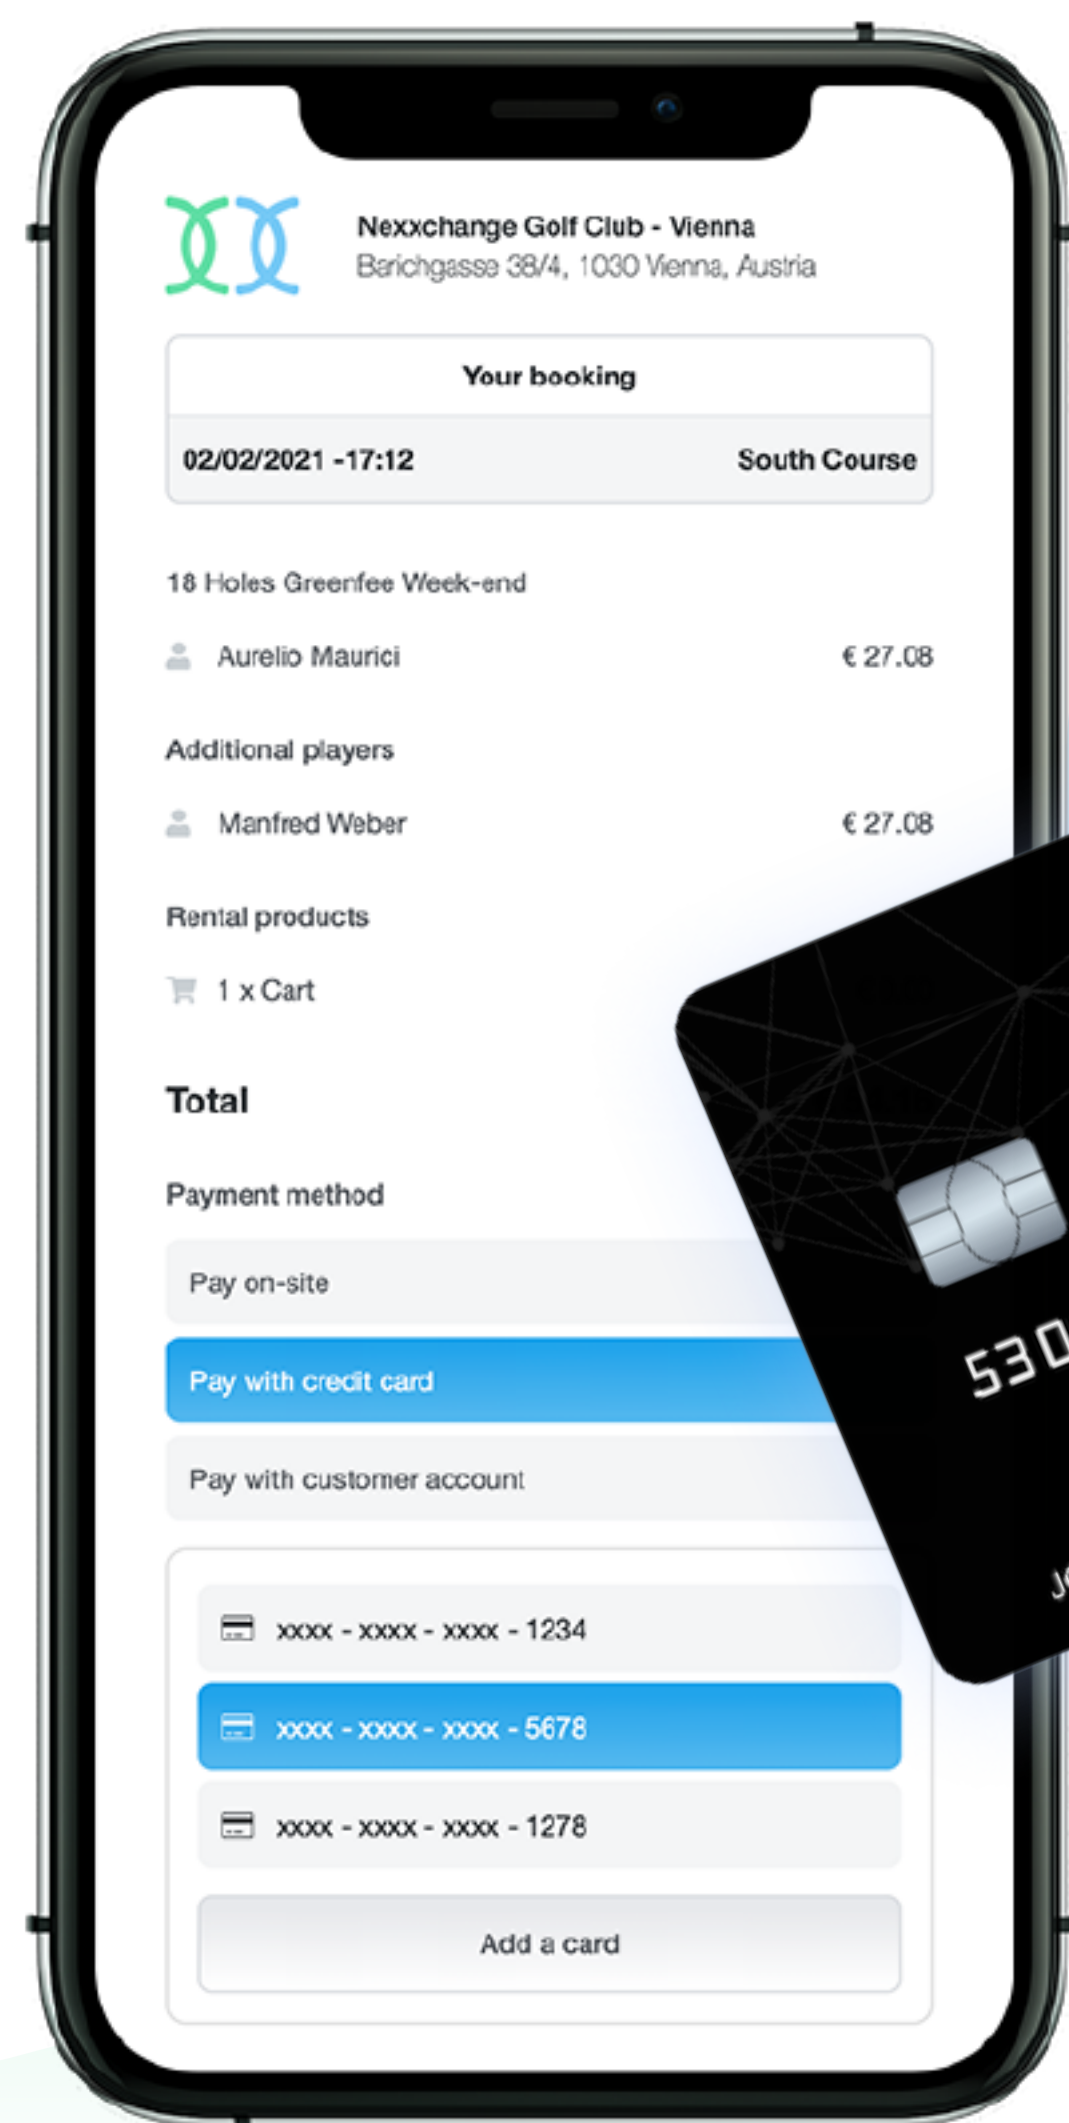 Nexxchange Golf Club - Vienna
Barichgasse 38/4, 1030 Vienna, Austria
Your booking
02/02/2021 -17:12 South Course
18 Holes Greenfee Week-end
Aurelio Maurici € 27.08
Additional players
Manfred Weber € 27.08
Rental products
1 x Cart
Total
Payment method
Pay on-site
Pay with credit card
530
Pay with customer account
xxxx - xxxx - xxxx - 1234
xxxx - xxxx - xxxx - 5678
xxxx - xxxx - xxxx - 1278
Add a card